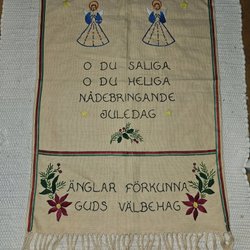 O DU SALIGA
O DU HELIGA
NÅDEBRINGANDE
JULEDAG
ÄNGLAR FÖRKUNNA
GUDS VÄLBEHAG